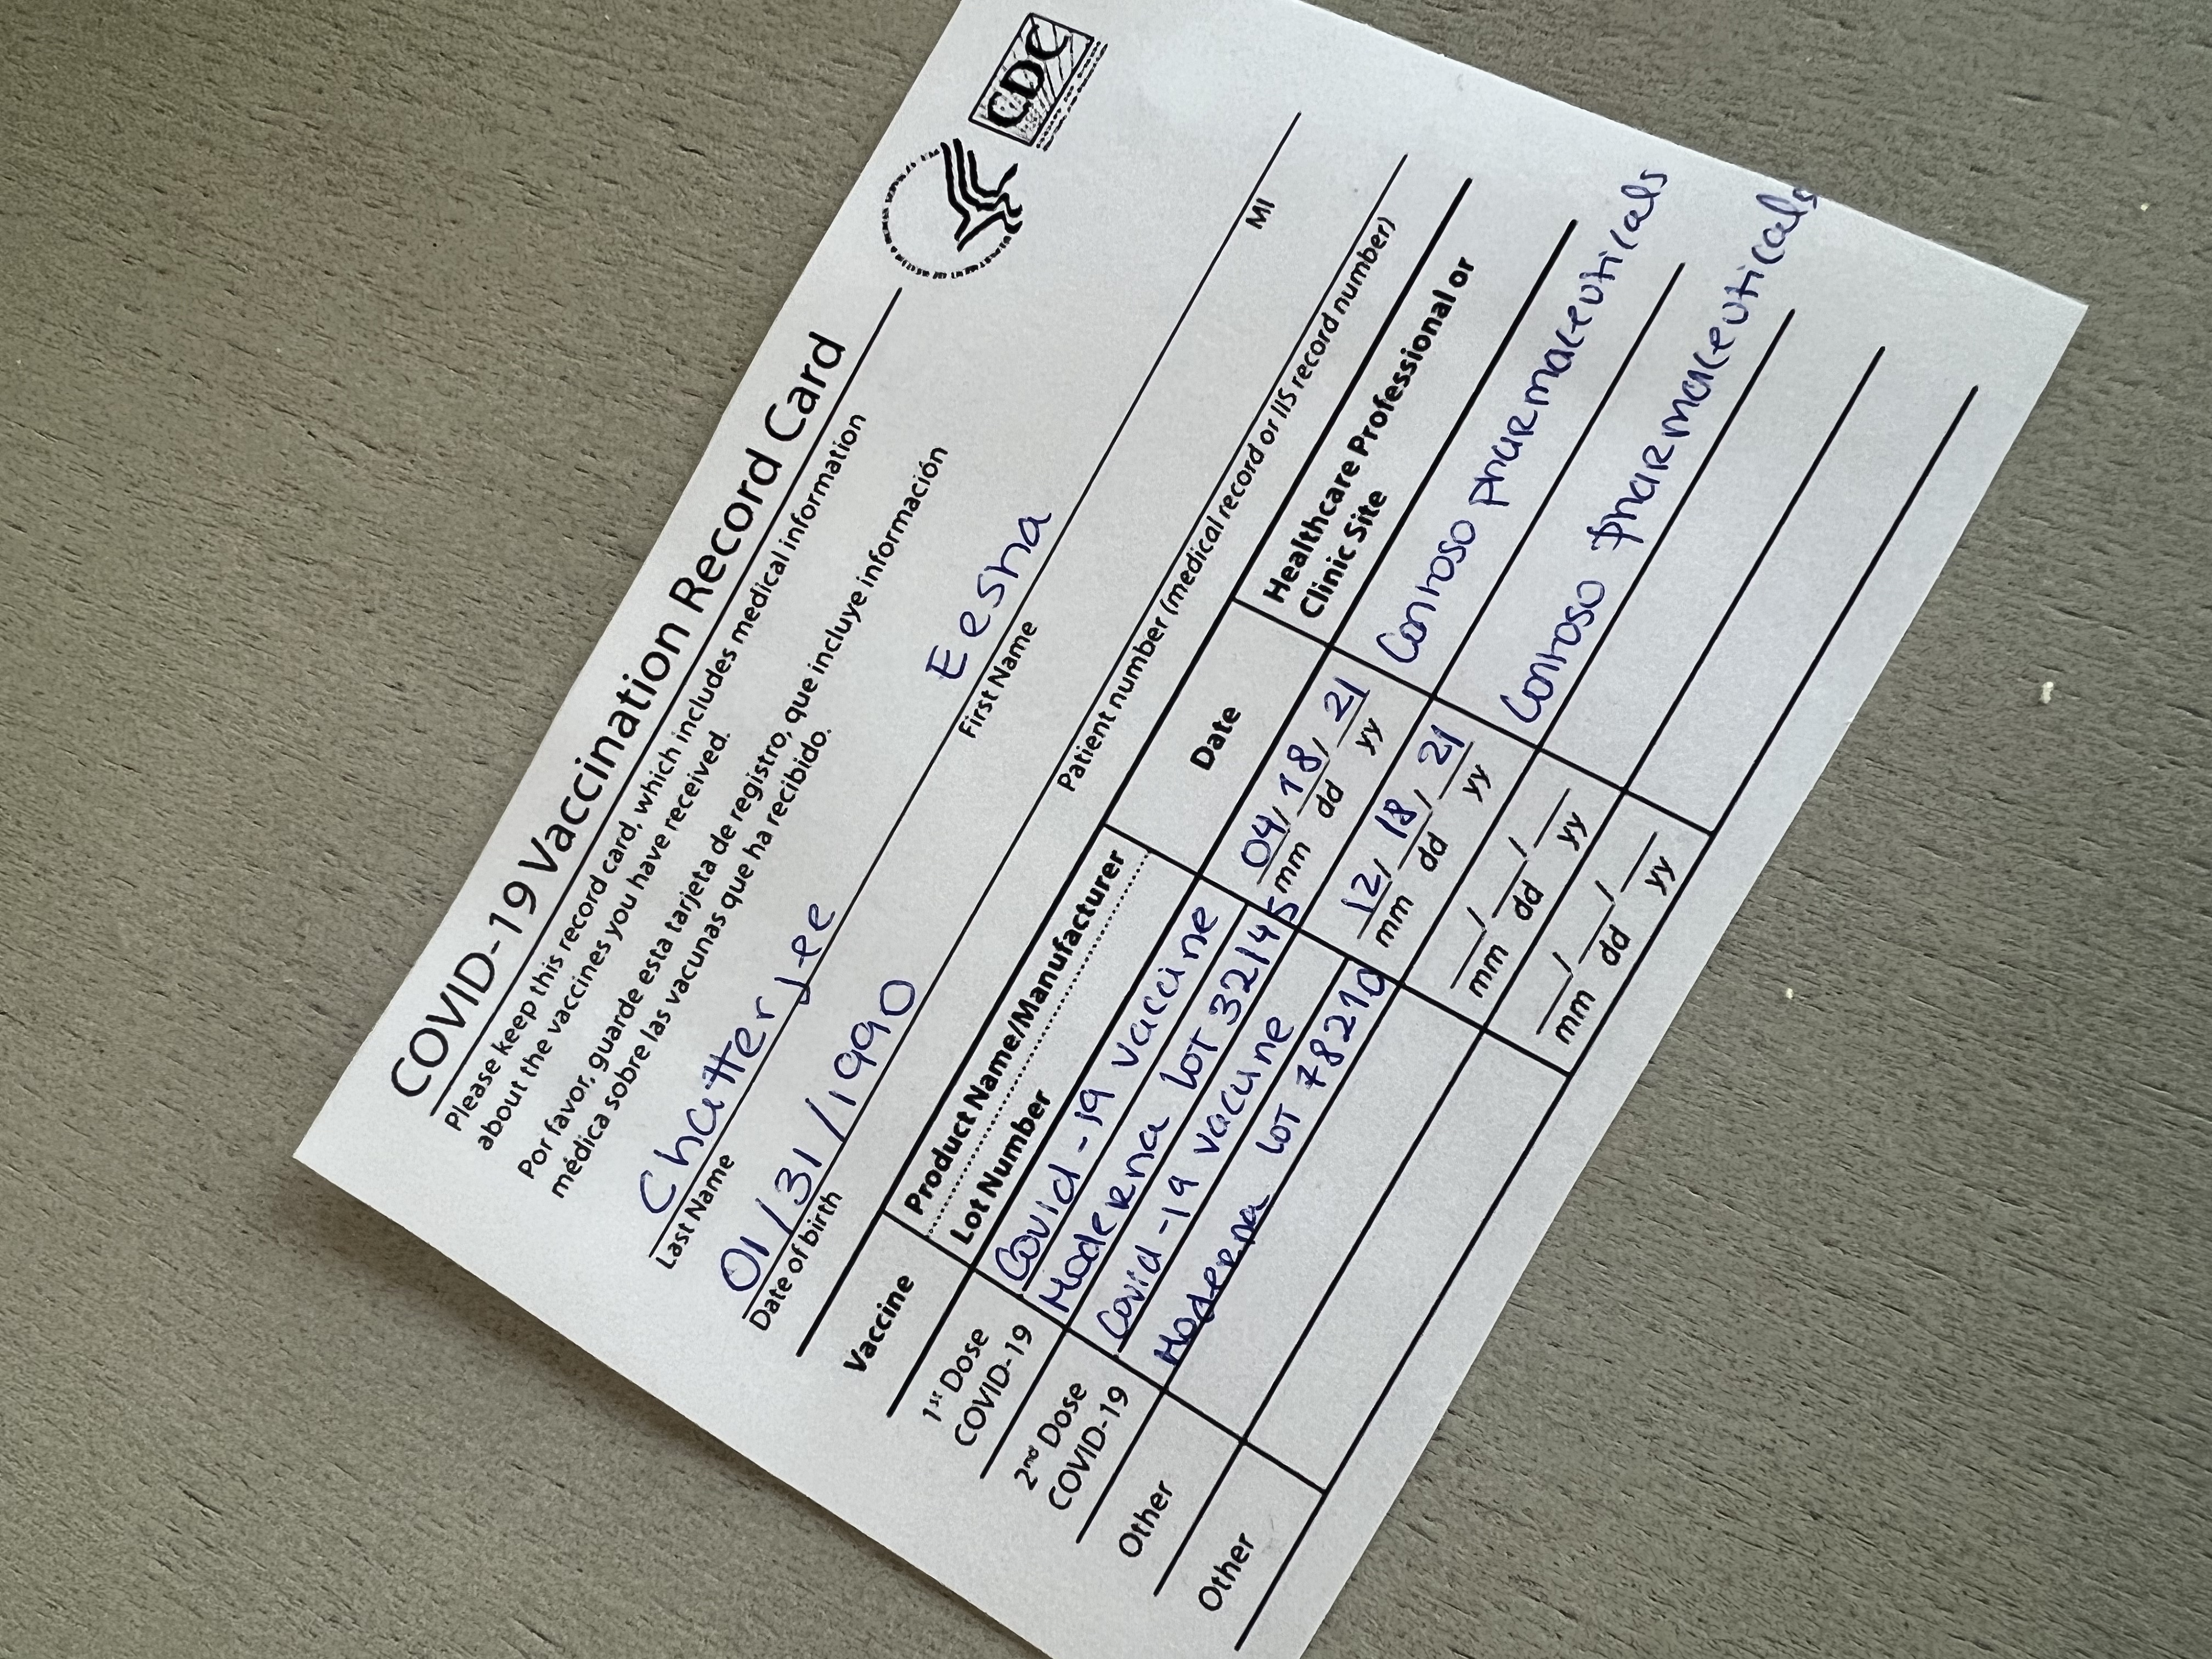 COVID-19 Vaccination Record Card
Please keep this record card, which includes medical information
about the vaccines you have received.
Por favor, guarde esta tarjeta de registro, que incluye información
médica sobre las vacunas que ha recibido.
CDC
Chatterjee Eesha
Last Name First Name MI
01/31/1990
Date of birth Patient number (medical record or IIS record number)
Vaccine Product Name/Manufacturer Date Healthcare Professional or
Lot Number Clinic Site
1st Dose Covid-19 vaccine 04/18/21 Contoso pharmaceuticals
COVID-19 Moderna LOT 32145 mm dd yy
2nd Dose Covid-19 vaccine 12/18/21 Contoso pharmaceuticals
COVID-19 Moderna LOT 78210 mm dd yy
Other / /
mm dd yy
Other / /
mm dd yy